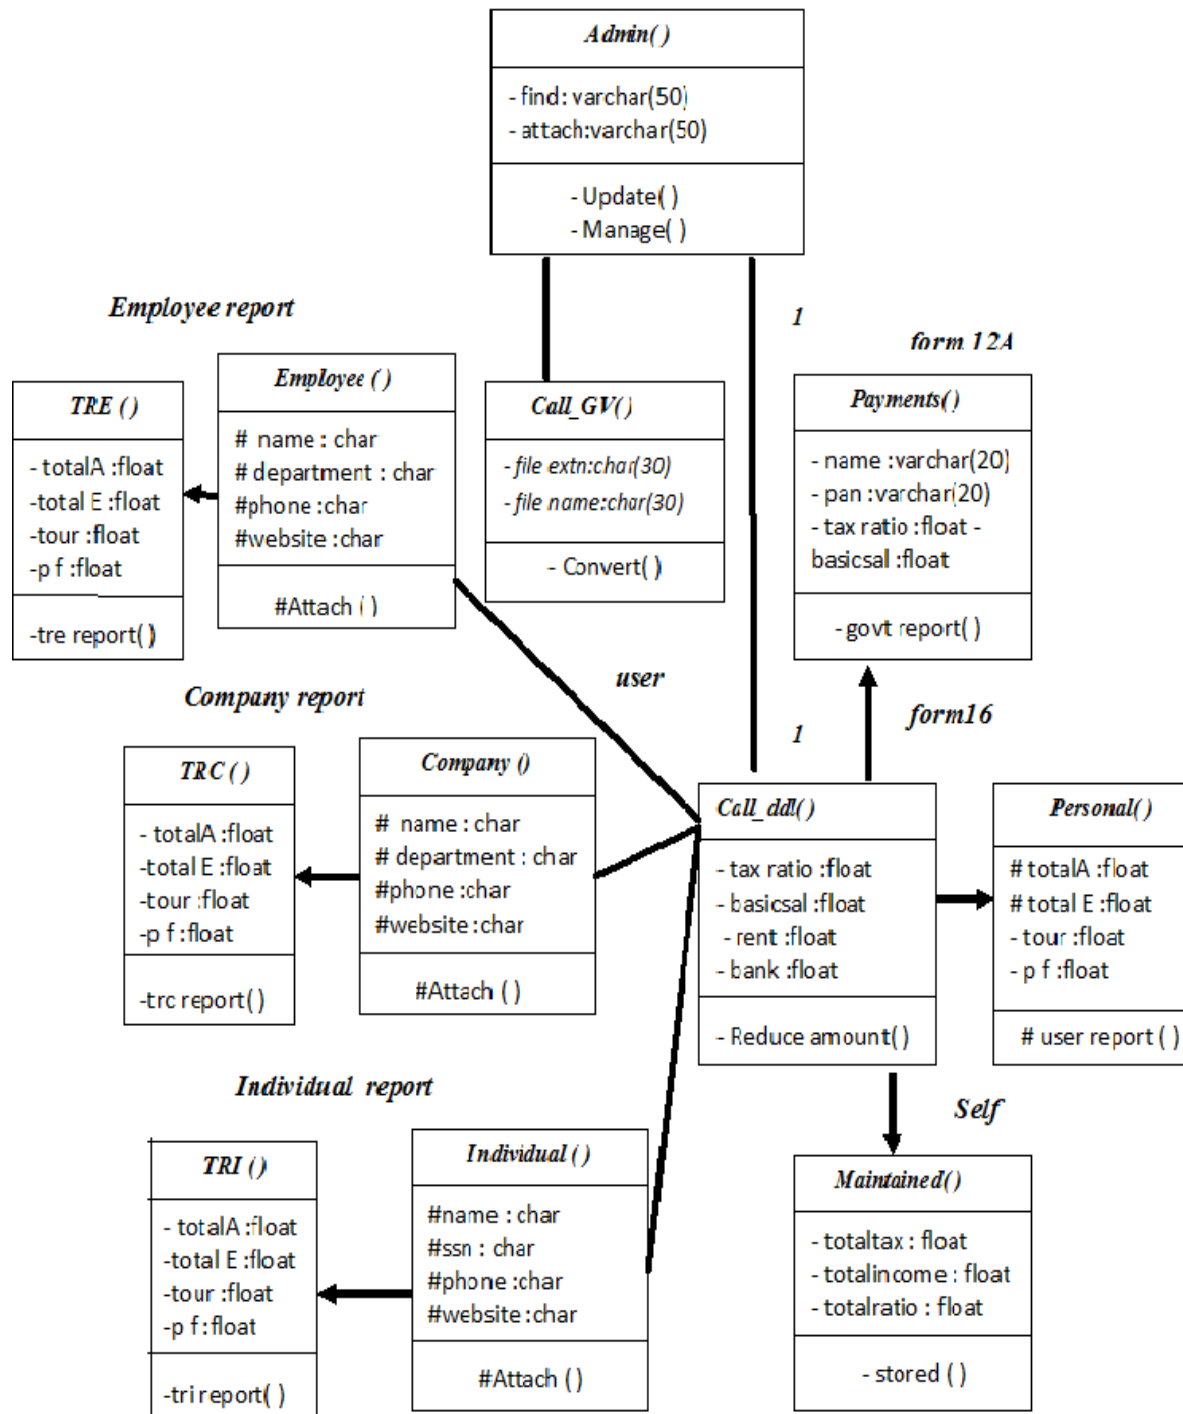 Admin()
- find: varchar(50)
- attach:varchar(50)
- Update( )
- Manage( )
Employee report
1
form 12A
TRE ( )
- totalA :float
-total E :float
-tour :float
-p f :float
-tre report( )
Employee ( )
# name : char
# department : char
#phone :char
#website :char
#Attach ( )
Call_GV()
- file extn:char(30)
- file name:char(30)
- Convert( )
Payments()
- name :varchar(20)
- pan :varchar(20)
- tax ratio :float -
basicsal :float
-govt report( )
user
Company report
form16
1
TRC ( )
- totalA :float
-total E :float
-tour :float
-p f :float
-trc report( )
Company ()
# name : char
# department : char
#phone :char
#website :char
#Attach ( )
Call_ddl()
- tax ratio :float
- basicsal :float
- rent :float
- bank :float
- Reduce amount( )
Personal()
# totalA :float
# total E :float
- tour :float
- p f :float
# user report ( )
Individual report
Self
TRI ( )
- totalA :float
-total E :float
-tour :float
-p f :float
-tri report( )
Individual ( )
#name : char
#ssn : char
#phone :char
#website :char
#Attach ( )
Maintained()
- totaltax : float
- totalincome : float
- totalratio : float
- stored ( )